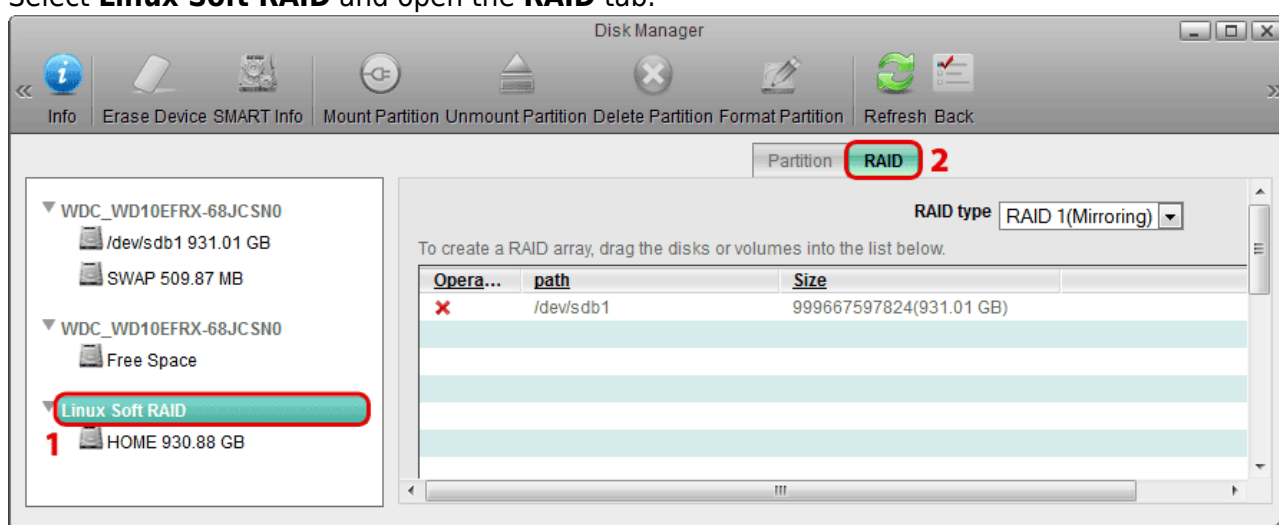 Select Linux Soft RAID and open the RAID tab.
Disk Manager
Info Erase Device SMART Info Mount Partition Unmount Partition Delete Partition Format Partition Refresh Back
Partition RAID 2
WDC_WD10EFRX-68JCSN0
/dev/sdb1 931.01 GB
SWAP 509.87 MB
WDC_WD10EFRX-68JCSN0
Free Space
Linux Soft RAID
1 HOME 930.88 GB
RAID type RAID 1(Mirroring)
To create a RAID array, drag the disks or volumes into the list below.
Opera... path Size
/dev/sdb1 999667597824(931.01 GB)